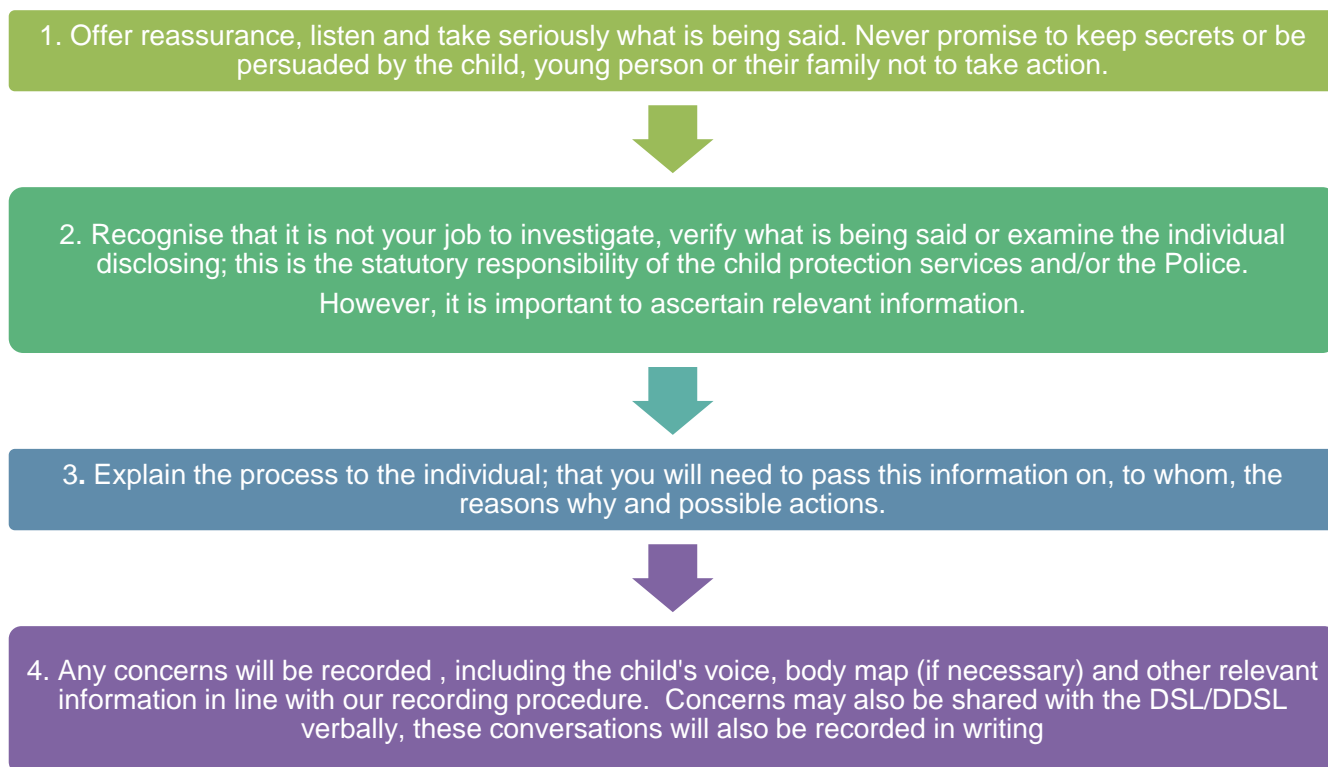 1. Offer reassurance, listen and take seriously what is being said. Never promise to keep secrets or be
persuaded by the child, young person or their family not to take action.
2. Recognise that it is not your job to investigate, verify what is being said or examine the individual
disclosing; this is the statutory responsibility of the child protection services and/or the Police.
However, it is important to ascertain relevant information.
3. Explain the process to the individual; that you will need to pass this information on, to whom, the
reasons why and possible actions.
4. Any concerns will be recorded , including the child's voice, body map (if necessary) and other relevant
information in line with our recording procedure.  Concerns may also be shared with the DSL/DDSL
verbally, these conversations will also be recorded in writing